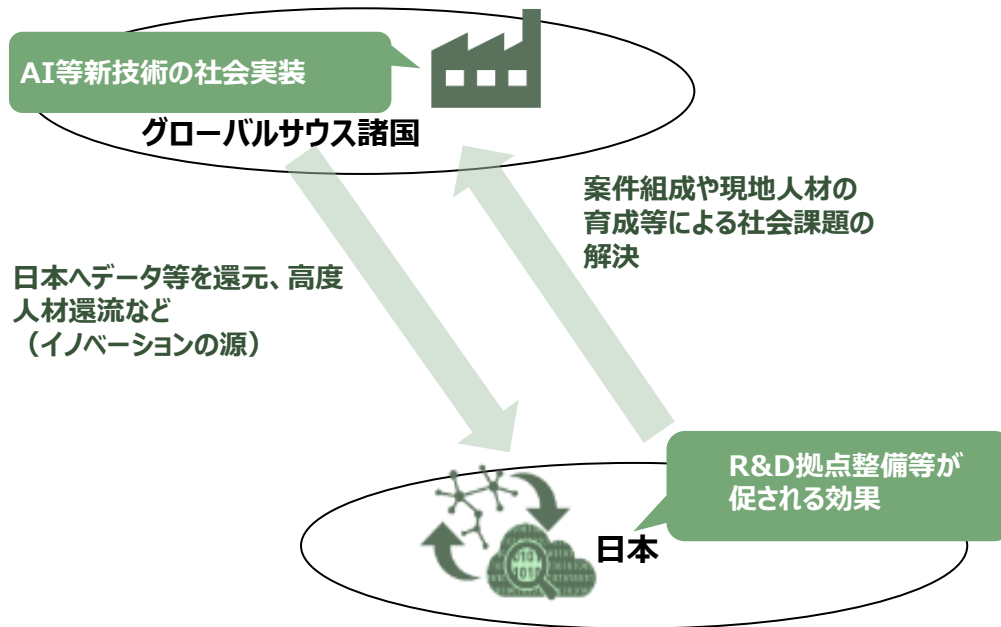 AI等新技術の社会実装
グローバルサウス諸国
案件組成や現地人材の
育成等による社会課題の
解決
日本へデータ等を還元、高度
人材還流など
（イノベーションの源）
R&D拠点整備等が
促される効果
日本